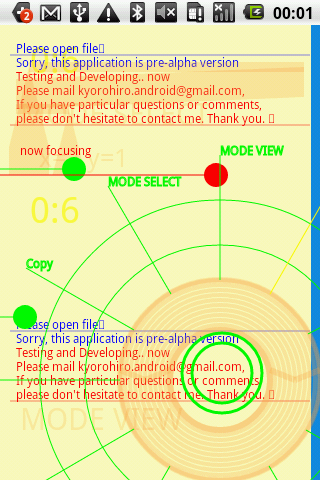 2
00:01
Please open file
Sorry, this application is pre-alpha version
Testing and Developing.. now
Please mail kyorohiro.android@gmail.com,
If you have particular questions or comments,
please don't hesitate to contact me. Thank you.
now focusing
MODE VIEW
MODE SELECT
0:6
Copy
Please open file
Sorry, this application is pre-alpha version
Testing and Developing.. now
Please mail kyorohiro.android@gmail.com,
If you have particular questions or comments,
please don't hesitate to contact me. Thank you.
MODE VIEW